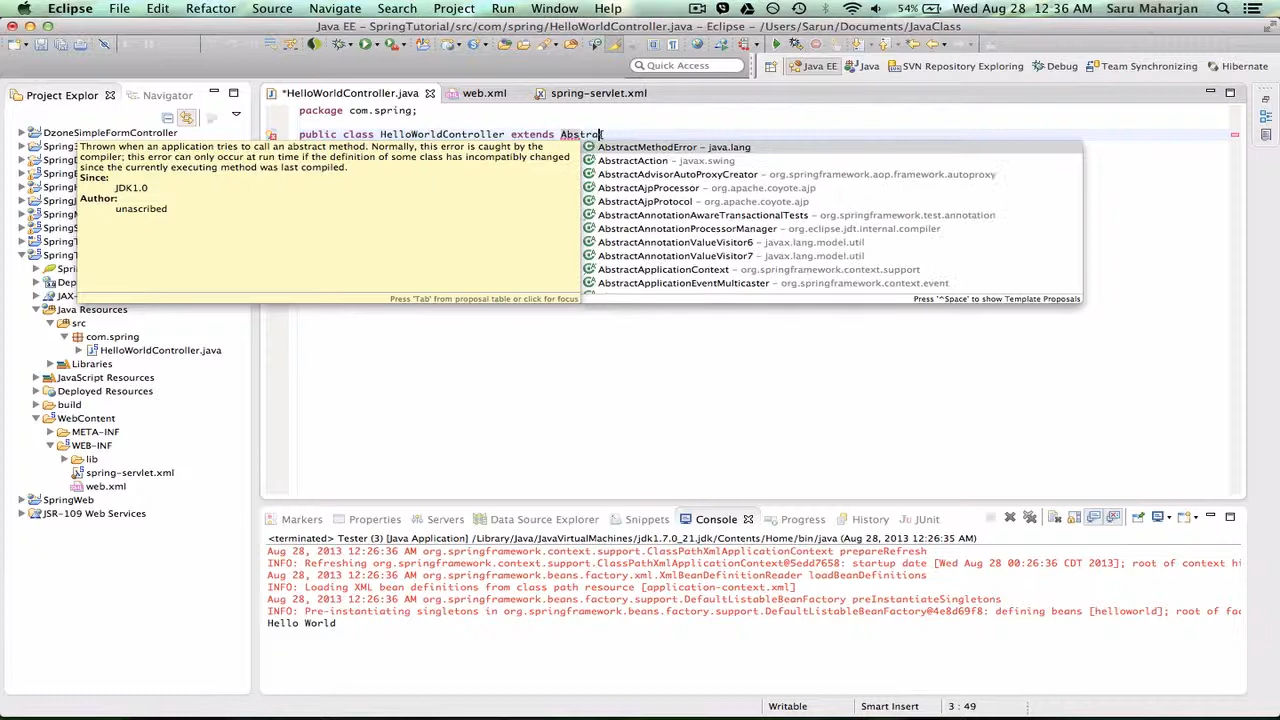 Eclipse File Edit Refactor Source Navigate Search Project Run Window Help 54% Wed Aug 28 12:36 AM Saru Maharjan
Java EE – SpringTutorial/src/com/spring/HelloWorldController.java – Eclipse – /Users/Sarun/Documents/JavaClass
Quick Access Java EE Java SVN Repository Exploring Debug Team Synchronizing Hibernate
Project Explor Navigator
*HelloWorldController.java web.xml spring-servlet.xml
package com.spring;
public class HelloWorldController extends Abstra{
DzoneSimpleFormController
Thrown when an application tries to call an abstract method. Normally, this error is caught by the
compiler; this error can only occur at run time if the definition of some class has incompatibly changed
since the currently executing method was last compiled.
Since:
JDK1.0
Author:
unascribed
Press 'Tab' from proposal table or click for focus
AbstractMethodError – java.lang
AbstractAction – javax.swing
AbstractAdvisorAutoProxyCreator – org.springframework.aop.framework.autoproxy
AbstractAjpProcessor – org.apache.coyote.ajp
AbstractAjpProtocol – org.apache.coyote.ajp
AbstractAnnotationAwareTransactionalTests – org.springframework.test.annotation
AbstractAnnotationProcessorManager – org.eclipse.jdt.internal.compiler
AbstractAnnotationValueVisitor6 – javax.lang.model.util
AbstractAnnotationValueVisitor7 – javax.lang.model.util
AbstractApplicationContext – org.springframework.context.support
AbstractApplicationEventMulticaster – org.springframework.context.event
Press '^Space' to show Template Proposals
Java Resources
src
com.spring
HelloWorldController.java
Libraries
JavaScript Resources
Deployed Resources
build
WebContent
META-INF
WEB-INF
lib
spring-servlet.xml
web.xml
SpringWeb
JSR-109 Web Services
Markers Properties Servers Data Source Explorer Snippets Console Progress History JUnit
<terminated> Tester (3) [Java Application] /Library/Java/JavaVirtualMachines/jdk1.7.0_21.jdk/Contents/Home/bin/java (Aug 28, 2013 12:26:35 AM)
Aug 28, 2013 12:26:36 AM org.springframework.context.support.ClassPathXmlApplicationContext prepareRefresh
INFO: Refreshing org.springframework.context.support.ClassPathXmlApplicationContext@5edd7658: startup date [Wed Aug 28 00:26:36 CDT 2013]; root of context hi
Aug 28, 2013 12:26:36 AM org.springframework.beans.factory.xml.XmlBeanDefinitionReader loadBeanDefinitions
INFO: Loading XML bean definitions from class path resource [application-context.xml]
Aug 28, 2013 12:26:36 AM org.springframework.beans.factory.support.DefaultListableBeanFactory preInstantiateSingletons
INFO: Pre-instantiating singletons in org.springframework.beans.factory.support.DefaultListableBeanFactory@4e8d69f8: defining beans [helloworld]; root of fac
Hello World
Writable Smart Insert 3 : 49